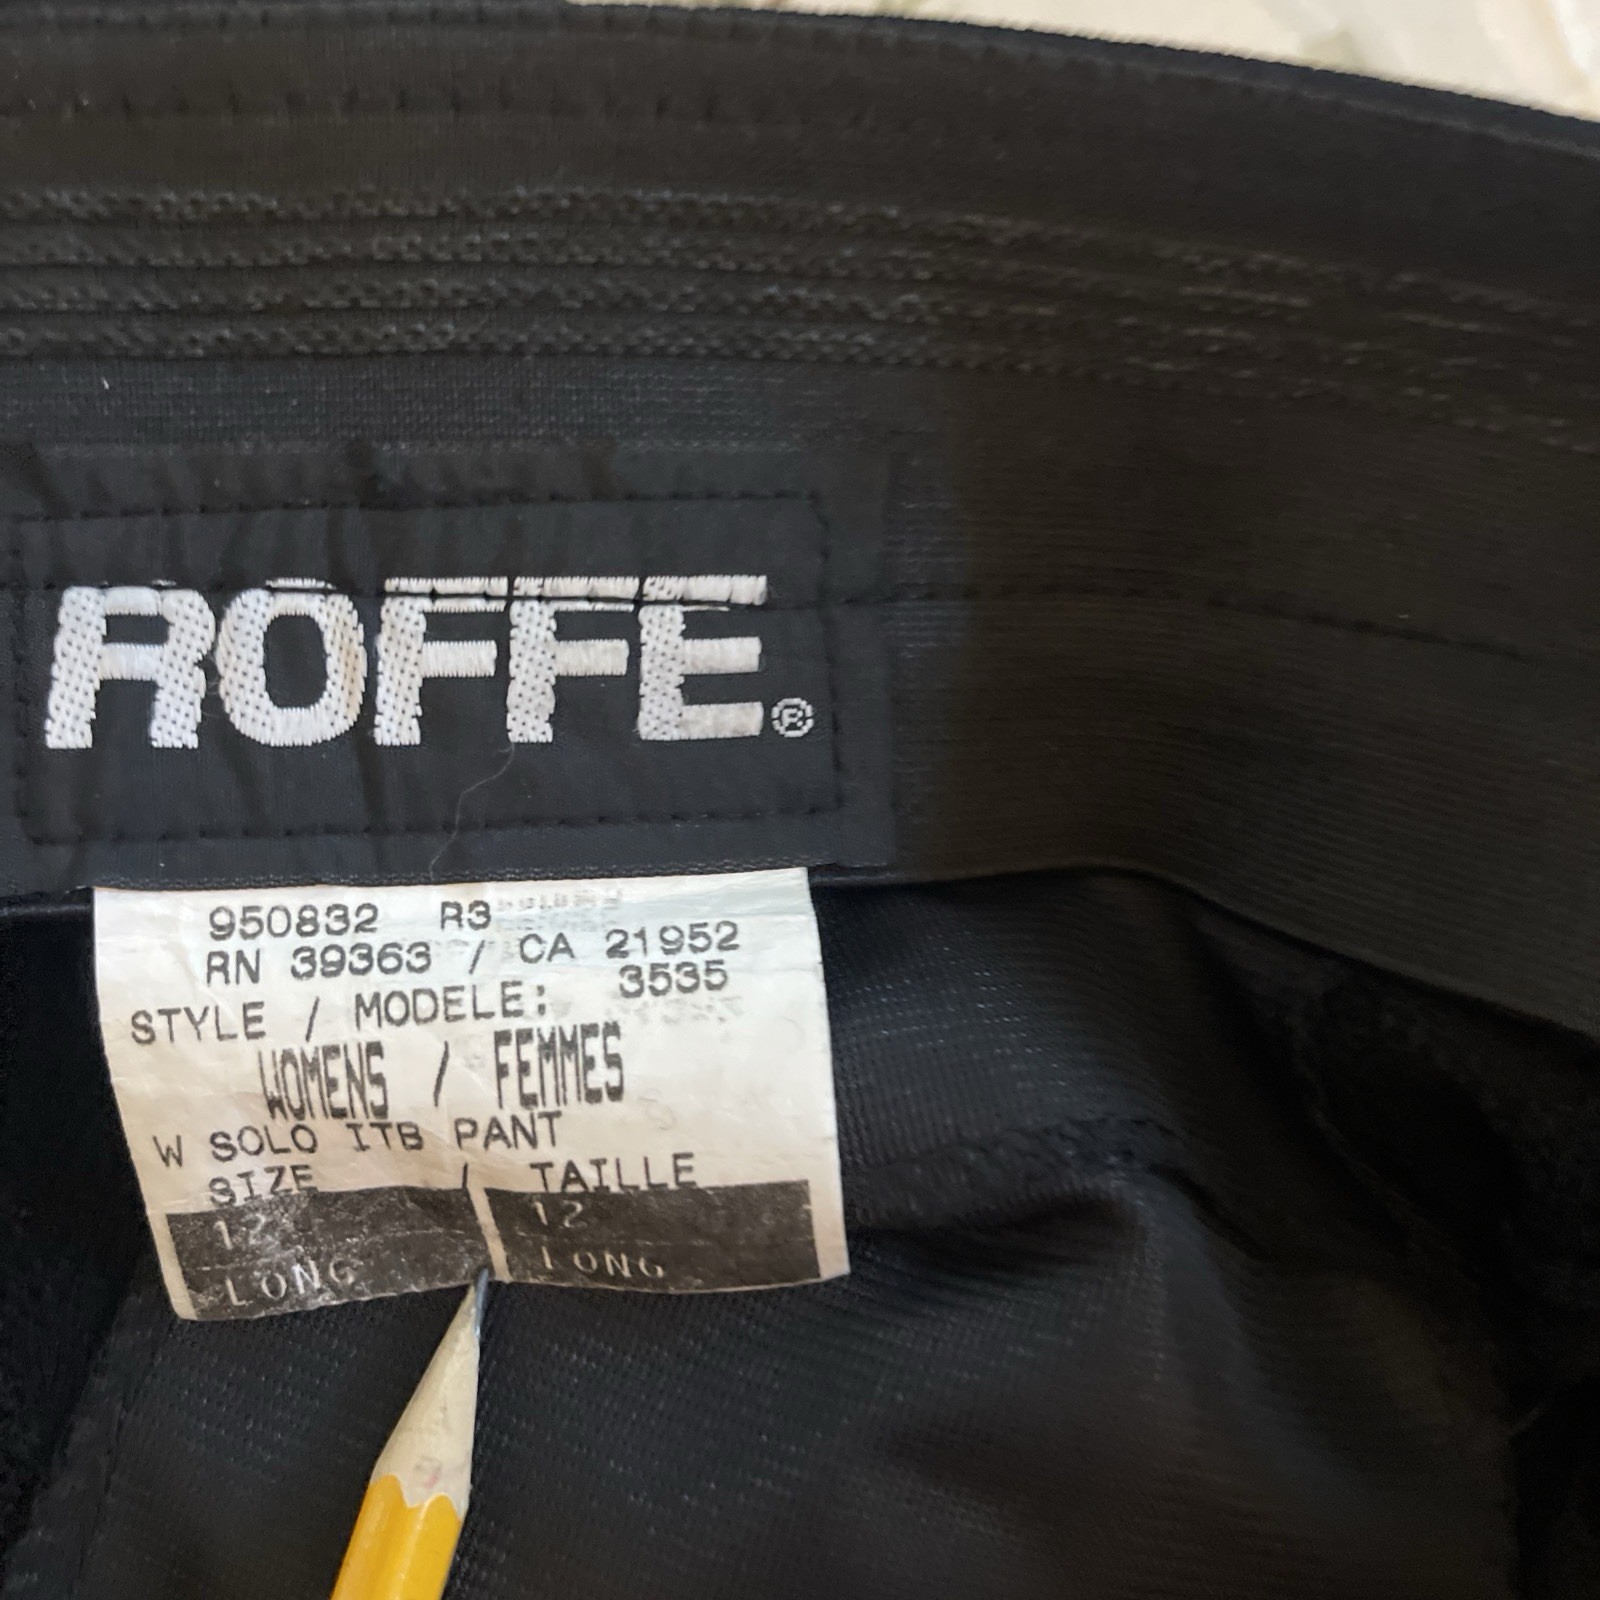 ROFFE®
950832 R3
RN 39363 / CA 21952
STYLE / MODELE: 3535
WOMENS / FEMMES
W SOLO ITB PANT
SIZE / TAILLE
12 12
LONG LONG